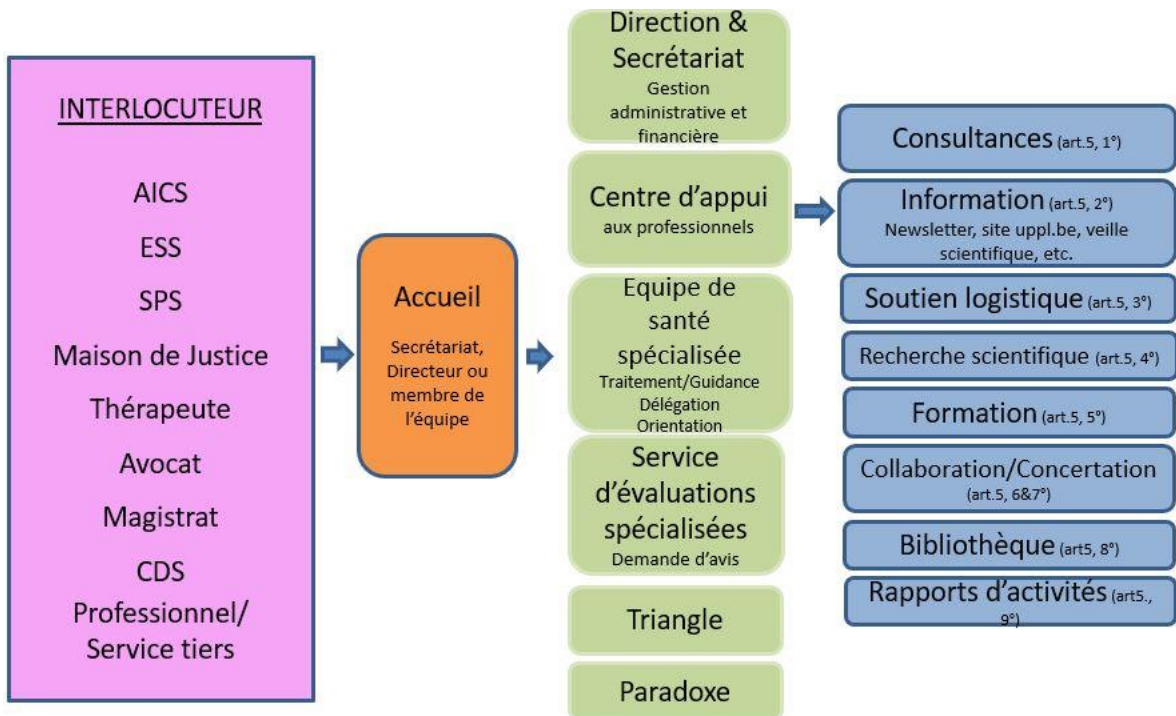 INTERLOCUTEUR
AICS
ESS
SPS
Maison de Justice
Thérapeute
Avocat
Magistrat
CDS
Professionnel/
Service tiers
Accueil
Secrétariat,
Directeur ou
membre de
l'équipe
Direction &
Secrétariat
Gestion
administrative et
financière
Centre d'appui
aux professionnels
Equipe de
santé
spécialisée
Traitement/Guidance
Délégation
Orientation
Service
d'évaluations
spécialisées
Demande d'avis
Triangle
Paradoxe
Consultances (art.5, 1°)
Information (art.5, 2°)
Newsletter, site uppl.be, veille
scientifique, etc.
Soutien logistique (art.5, 3°)
Recherche scientifique (art.5, 4°)
Formation (art.5, 5°)
Collaboration/Concertation
(art.5, 6&7°)
Bibliothèque (art5, 8°)
Rapports d'activités (art5.,
9°)